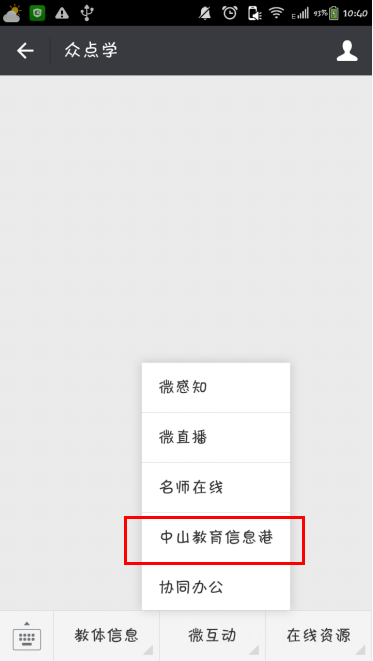 93% 10:40
众点学
微感知
微直播
名师在线
中山教育信息港
协同办公
教体信息 微互动 在线资源